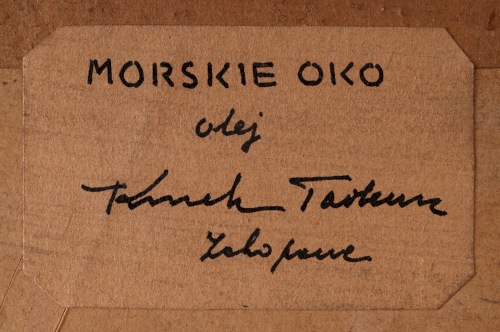 MORSKIE OKO
olej
Tadeusz
Zakopane